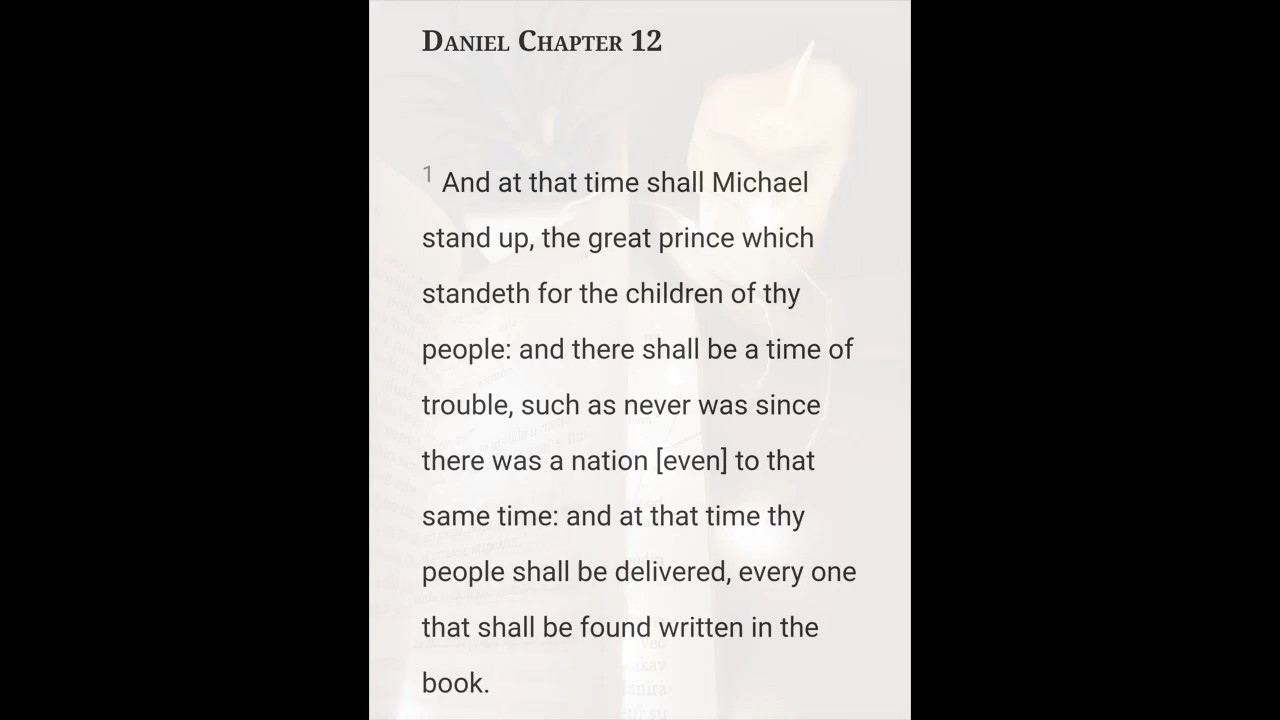 Daniel Chapter 12
1 And at that time shall Michael
stand up, the great prince which
standeth for the children of thy
people: and there shall be a time of
trouble, such as never was since
there was a nation [even] to that
same time: and at that time thy
people shall be delivered, every one
that shall be found written in the
book.